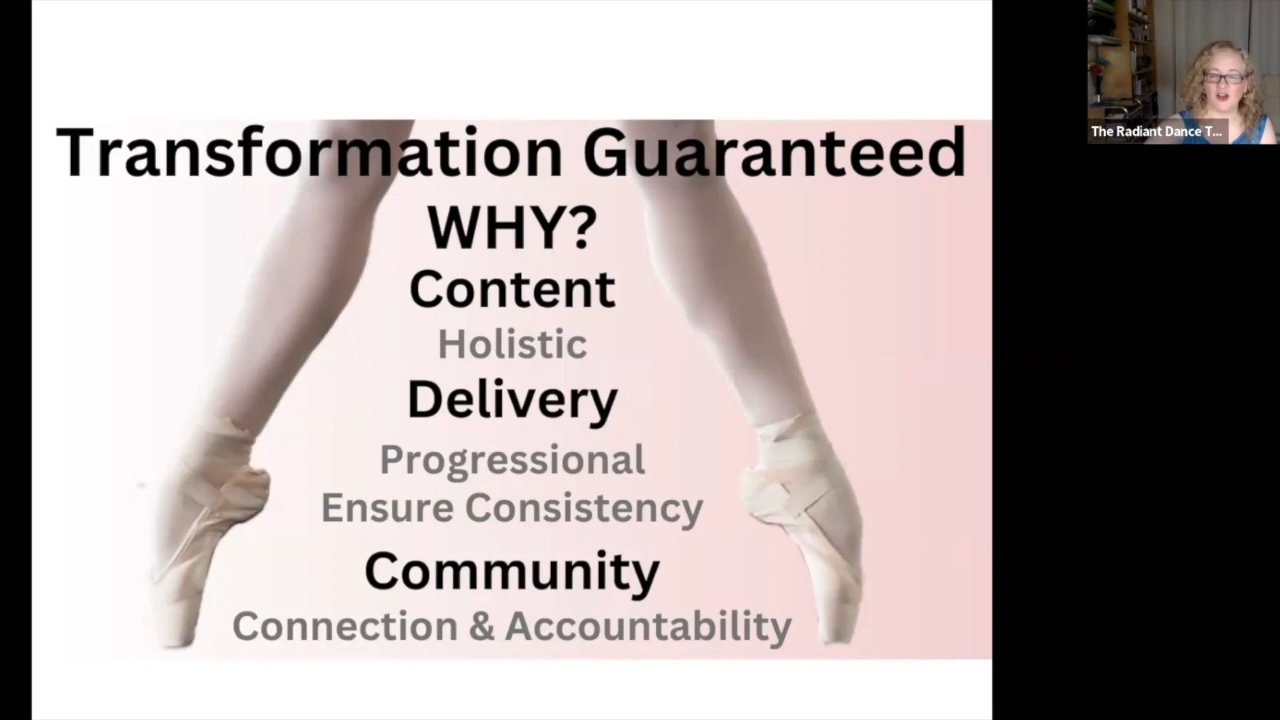 Transformation Guaranteed
WHY?
Content
Holistic
Delivery
Progressional
Ensure Consistency
Community
Connection & Accountability
The Radiant Dance T...